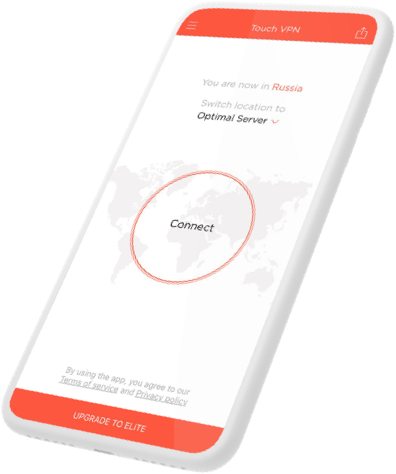 Touch VPN
You are now in Russia
Switch location to
Optimal Server
Connect
By using the app, you agree to our
Terms of service and Privacy policy
UPGRADE TO ELITE